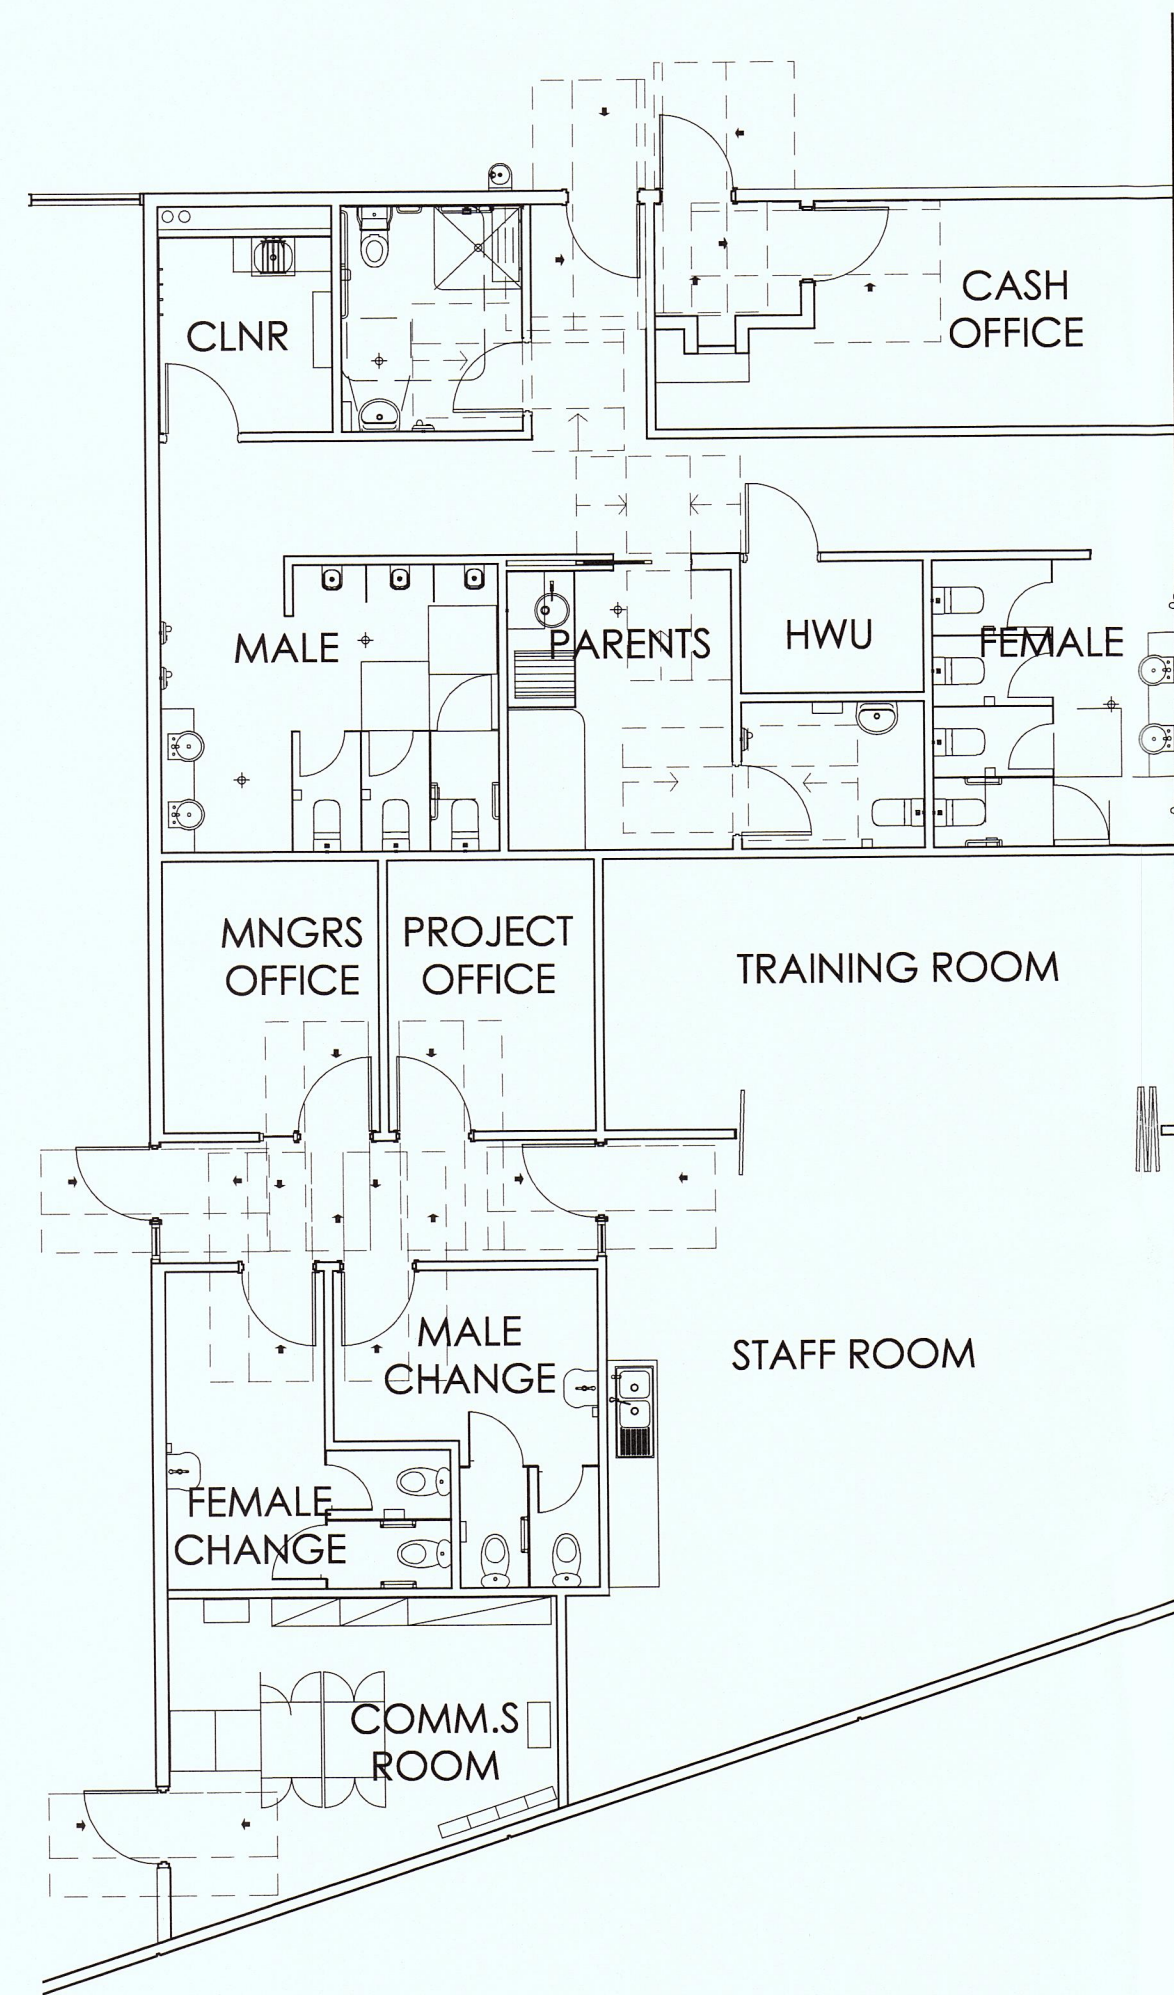 CASH
OFFICE
CLNR
MALE
PARENTS
HWU
FEMALE
MNGRS
OFFICE
PROJECT
OFFICE
TRAINING ROOM
MALE
CHANGE
STAFF ROOM
FEMALE
CHANGE
COMM.S
ROOM